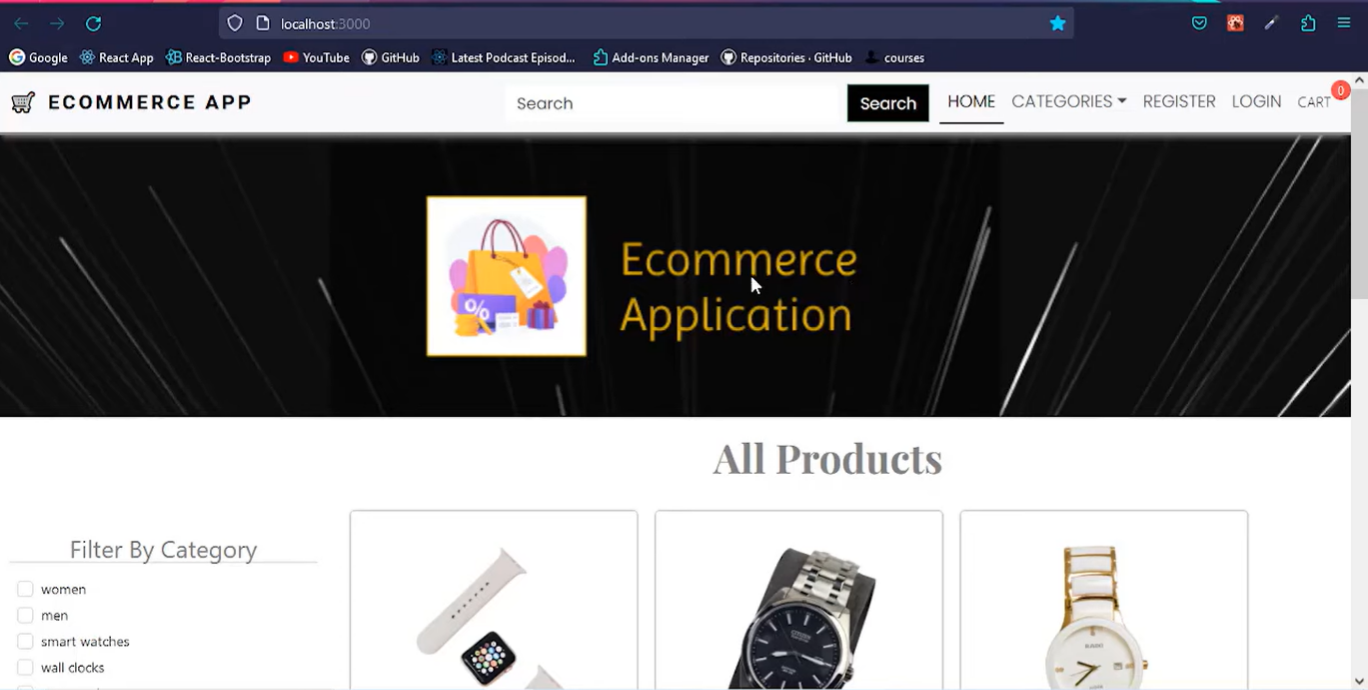 localhost:3000
Google React App React-Bootstrap YouTube GitHub Latest Podcast Episod... Add-ons Manager Repositories · GitHub courses
ECOMMERCE APP Search Search HOME CATEGORIES REGISTER LOGIN CART 0
%
Ecommerce
Application
All Products
Filter By Category
women
men
smart watches
wall clocks
CITIZEN
RADO